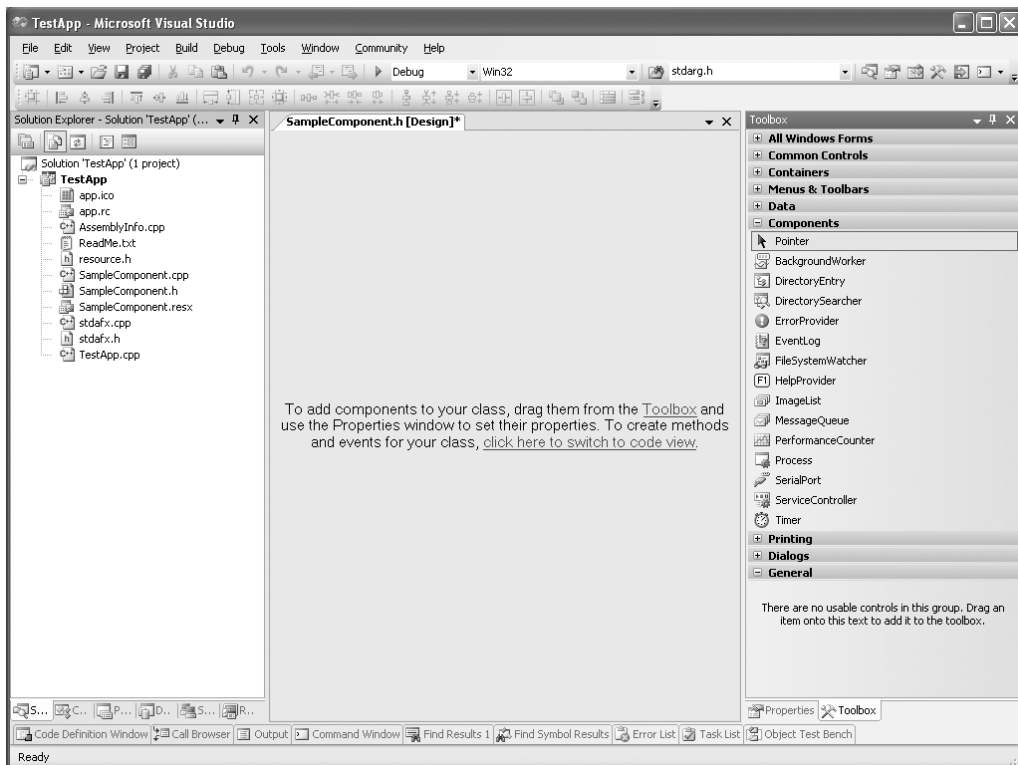 TestApp - Microsoft Visual Studio
File Edit View Project Build Debug Tools Window Community Help
Debug Win32 stdarg.h
Solution Explorer - Solution 'TestApp' (...
Solution 'TestApp' (1 project)
TestApp
app.ico
app.rc
AssemblyInfo.cpp
ReadMe.txt
resource.h
SampleComponent.cpp
SampleComponent.h
SampleComponent.resx
stdafx.cpp
stdafx.h
TestApp.cpp
S... C... P... D... S... R...
SampleComponent.h [Design]*
To add components to your class, drag them from the Toolbox and
use the Properties window to set their properties. To create methods
and events for your class, click here to switch to code view.
Toolbox
All Windows Forms
Common Controls
Containers
Menus & Toolbars
Data
Components
Pointer
BackgroundWorker
DirectoryEntry
DirectorySearcher
ErrorProvider
EventLog
FileSystemWatcher
HelpProvider
ImageList
MessageQueue
PerformanceCounter
Process
SerialPort
ServiceController
Timer
Printing
Dialogs
General
There are no usable controls in this group. Drag an
item onto this text to add it to the toolbox.
Properties Toolbox
Code Definition Window Call Browser Output Command Window Find Results 1 Find Symbol Results Error List Task List Object Test Bench
Ready